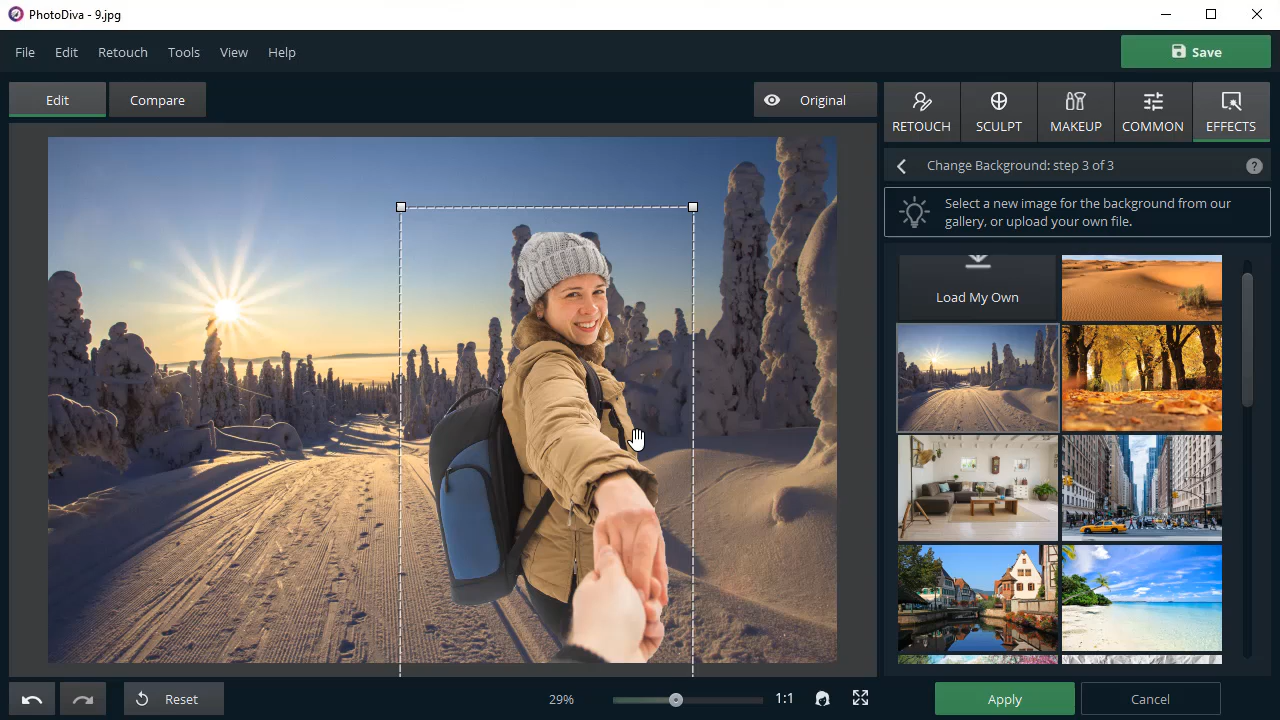 PhotoDiva - 9.jpg
File Edit Retouch Tools View Help
Save
Edit Compare Original
RETOUCH SCULPT MAKEUP COMMON EFFECTS
Change Background: step 3 of 3 ?
Select a new image for the background from our
gallery, or upload your own file.
Load My Own
Reset 29% 1:1 Apply Cancel